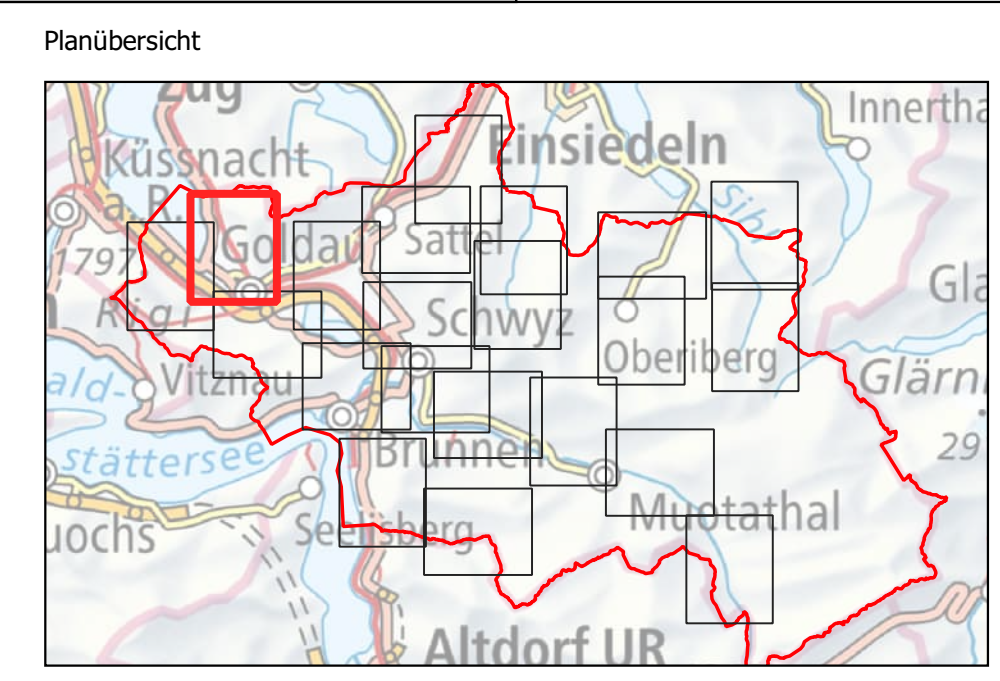 Planübersicht
Zug
Innertha
Küssnacht
a. R.
Einsiedeln
Sihl
Goldau
Sattel
1797
Rigi
Gla
Schwyz
Oberiberg
Glärni
29
Vitznau
ald-
stättersee
Brunnen
uochs
Seelisberg
Muotathal
Altdorf UR